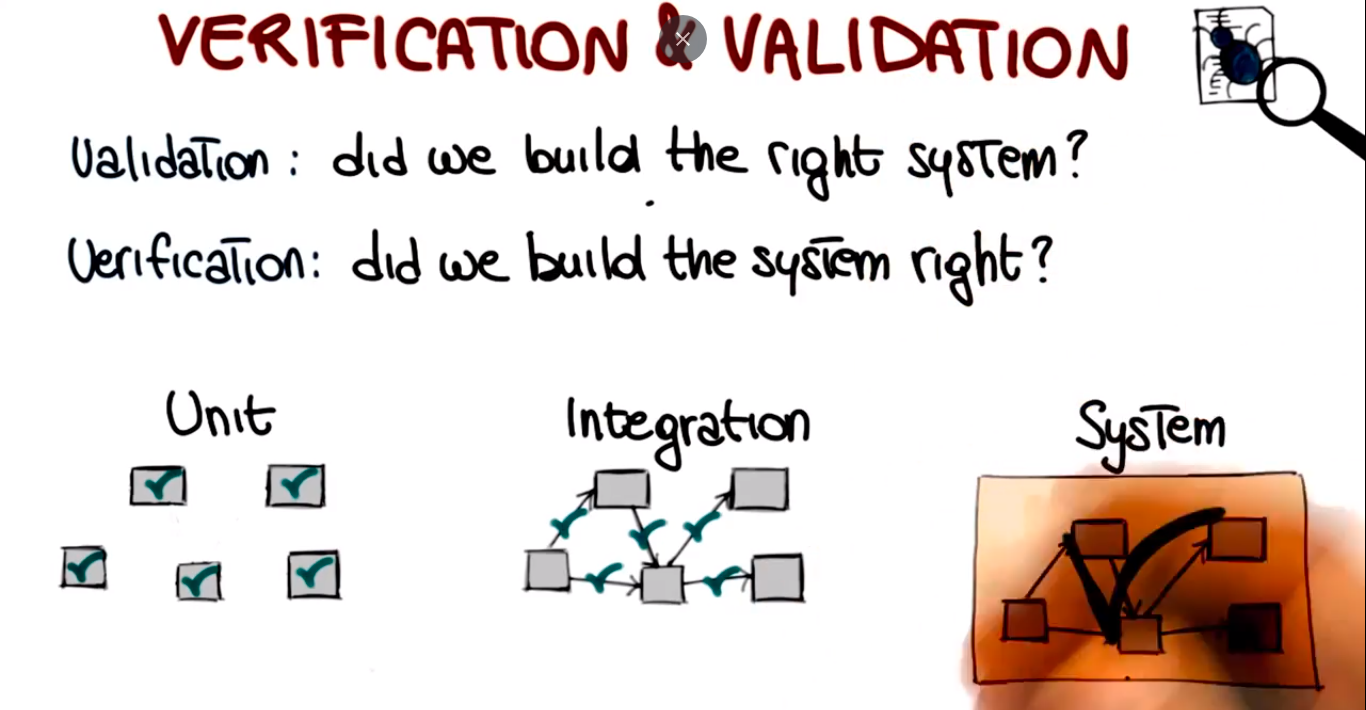 VERIFICATION & VALIDATION
Validation: did we build the right system?
Verification: did we build the system right?
Unit
Integration
System